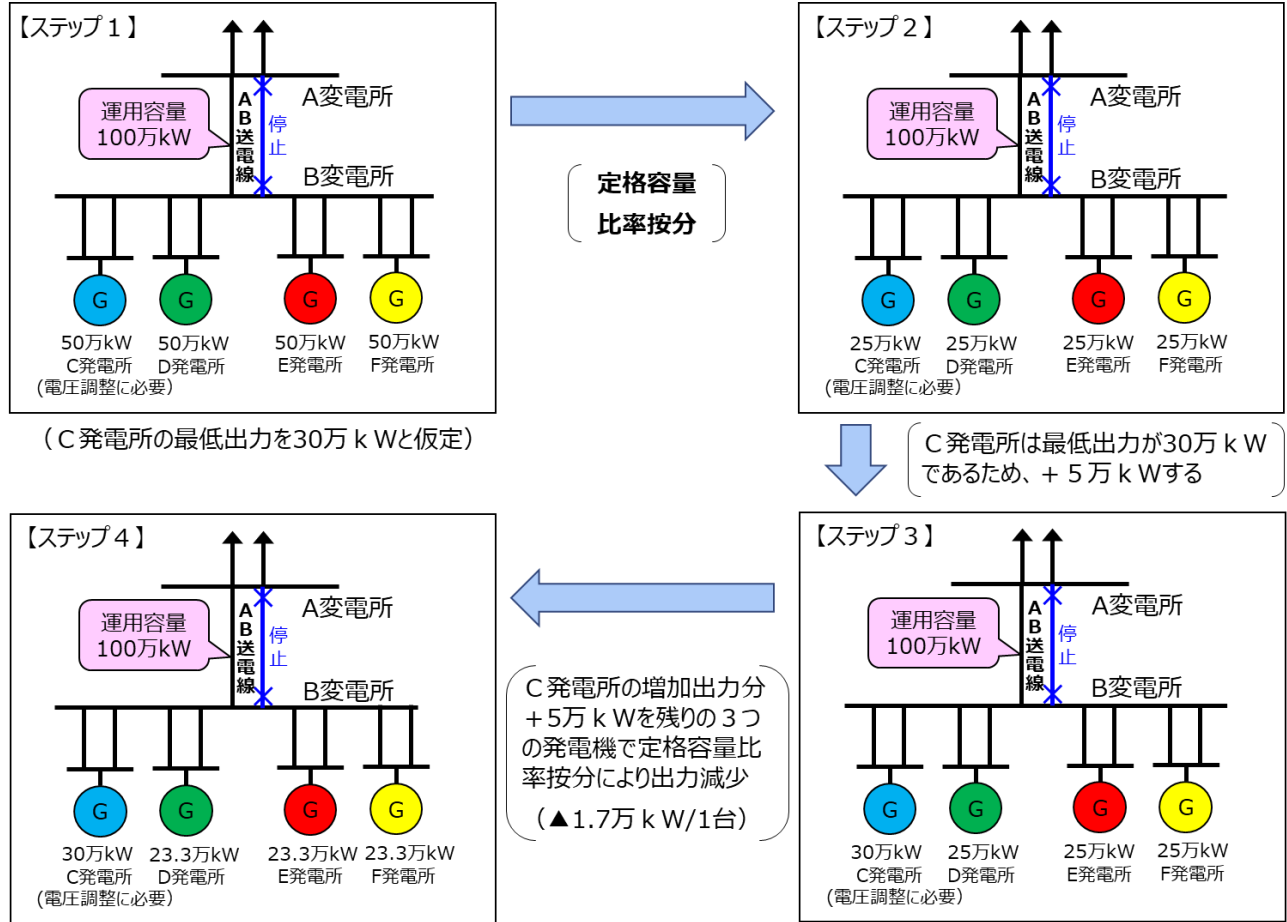 【ステップ１】
運用容量
100万kW
AB送電線
停止
A変電所
B変電所
G
G
G
G
50万kW
C発電所
(電圧調整に必要)
50万kW
D発電所
50万kW
E発電所
50万kW
F発電所
（Ｃ発電所の最低出力を30万ｋＷと仮定）
定格容量
比率按分
【ステップ２】
運用容量
100万kW
AB送電線
停止
A変電所
B変電所
G
G
G
G
25万kW
C発電所
(電圧調整に必要)
25万kW
D発電所
25万kW
E発電所
25万kW
F発電所
Ｃ発電所は最低出力が30万ｋＷ
であるため、+５万ｋＷする
【ステップ３】
運用容量
100万kW
AB送電線
停止
A変電所
B変電所
G
G
G
G
30万kW
C発電所
(電圧調整に必要)
25万kW
D発電所
25万kW
E発電所
25万kW
F発電所
Ｃ発電所の増加出力分
+5万ｋＷを残りの３つ
の発電機で定格容量比
率按分により出力減少
（▲1.7万ｋＷ/1台）
【ステップ４】
運用容量
100万kW
AB送電線
停止
A変電所
B変電所
G
G
G
G
30万kW
C発電所
(電圧調整に必要)
23.3万kW
D発電所
23.3万kW
E発電所
23.3万kW
F発電所